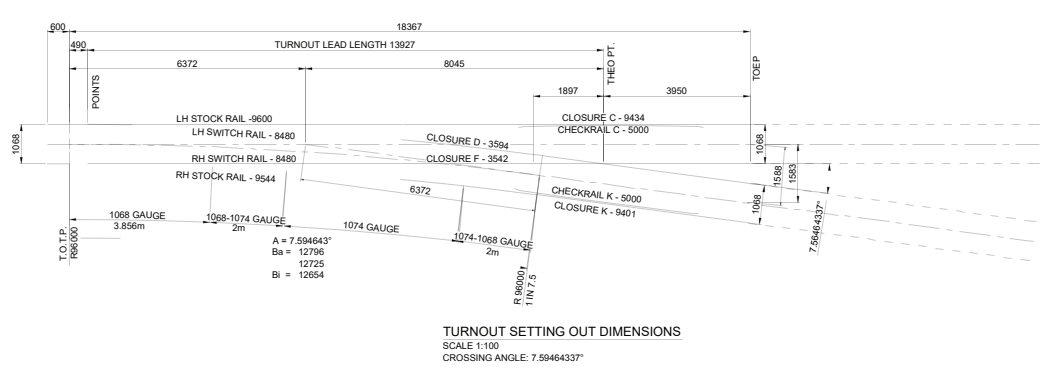 18367
600
490
TURNOUT LEAD LENGTH 13927
6372
8045
THEO PT.
TOEP
POINTS
1897
3950
LH STOCK RAIL -9600
CLOSURE C - 9434
1068
LH SWITCH RAIL - 8480
CHECKRAIL C - 5000
1068
CLOSURE D - 3594
RH SWITCH RAIL - 8480
CLOSURE F - 3542
RH STOCK RAIL - 9544
6372
CHECKRAIL K - 5000
CLOSURE K - 9401
1588
1583
1068
7.56464337°
1068 GAUGE
3.856m
1068-1074 GAUGE
2m
1074 GAUGE
1074-1068 GAUGE
2m
T.O.T.P.
R96000
A = 7.594643°
Ba = 12796
12725
Bi = 12654
R 96000
1 IN 7.5
TURNOUT SETTING OUT DIMENSIONS
SCALE 1:100
CROSSING ANGLE: 7.59464337°